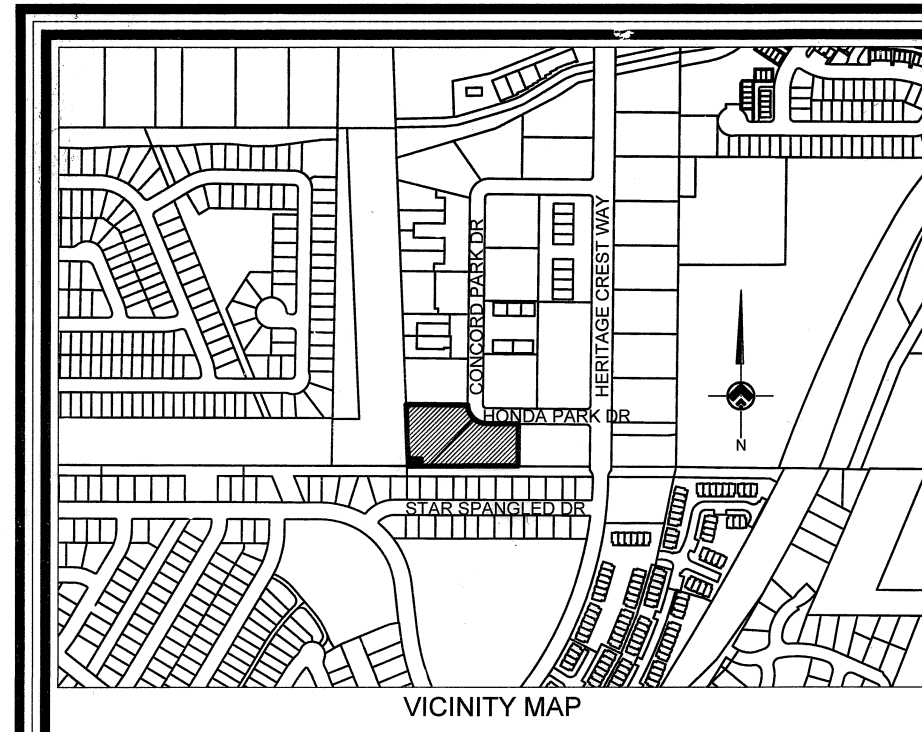 CONCORD PARK DR
HERITAGE CREST WAY
HONDA PARK DR
N
STAR SPANGLED DR
VICINITY MAP